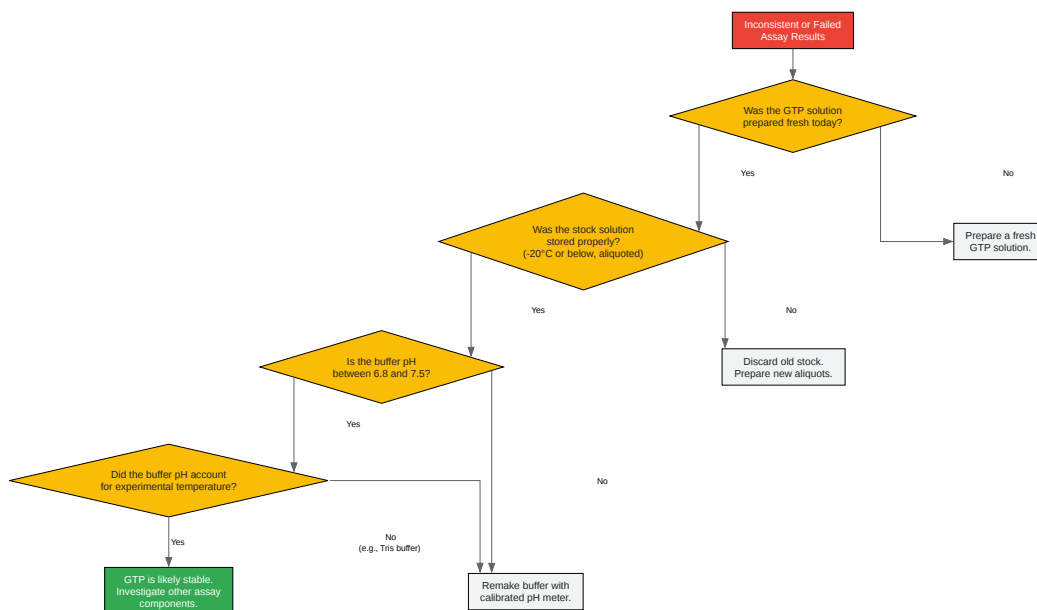 Inconsistent or Failed
Assay Results
Was the GTP solution
prepared fresh today?
Yes
No
Was the stock solution
stored properly?
(-20°C or below, aliquoted)
Prepare a fresh
GTP solution.
Yes
No
Is the buffer pH
between 6.8 and 7.5?
Discard old stock.
Prepare new aliquots.
Yes
No
Did the buffer pH account
for experimental temperature?
Yes
No
(e.g., Tris buffer)
GTP is likely stable.
Investigate other assay
components.
Remake buffer with
calibrated pH meter.